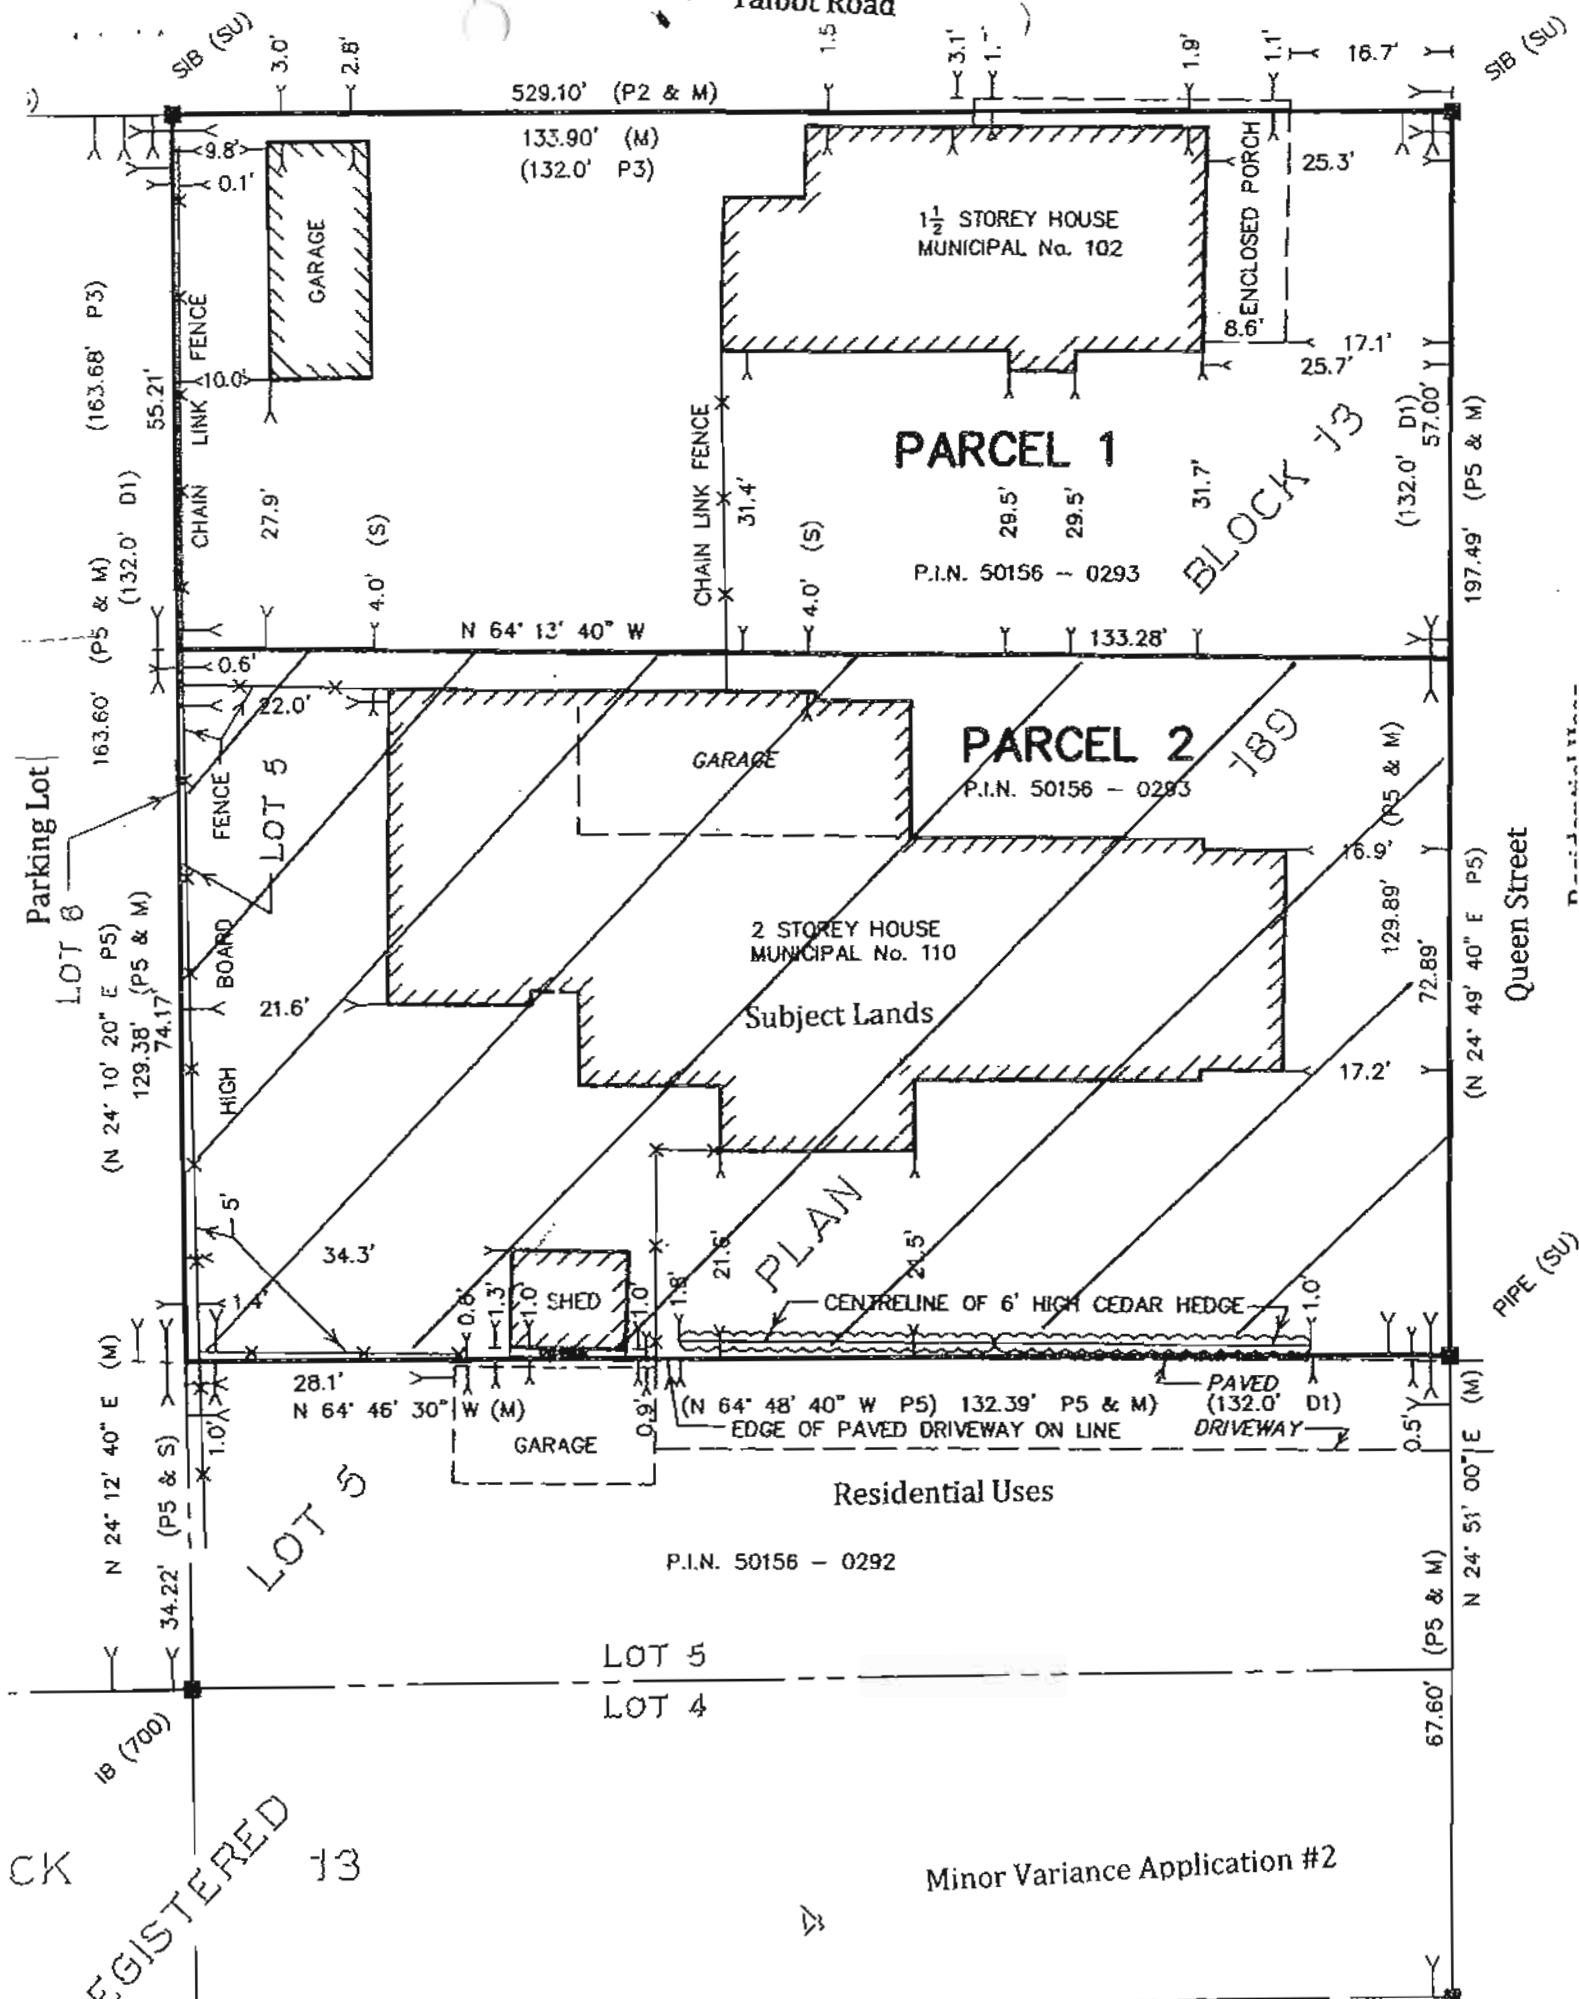 Talbot Road
SIB (SU)
3.0'
2.8'
1.5
3.1'
1.9'
1.1'
16.7'
SIB (SU)
529.10' (P2 & M)
133.90' (M)
(132.0' P3)
9.8'
0.1'
GARAGE
1½ STOREY HOUSE
MUNICIPAL No. 102
ENCLOSED PORCH
25.3'
8.6'
17.1'
25.7'
10.0'
CHAIN LINK FENCE
(163.68' P3)
55.21'
(132.0' D1)
27.9'
4.0' (S)
CHAIN LINK FENCE
31.4'
4.0' (S)
PARCEL 1
29.5'
29.5'
31.7'
BLOCK 13
(132.0' D1)
57.00'
197.49' (P5 & M)
P.I.N. 50156 – 0293
N 64° 13' 40" W
133.28'
163.60' (P5 & M)
0.6'
22.0'
GARAGE
PARCEL 2
P.I.N. 50156 – 0293
189
Parking Lot
LOT 6
LOT 5
HIGH BOARD FENCE
16.9'
129.89' (P5 & M)
72.89'
(N 24° 49' 40" E P5)
Queen Street
2 STOREY HOUSE
MUNICIPAL No. 110
Subject Lands
21.6'
(N 24° 10' 20" E P5)
129.38' (P5 & M)
74.17'
17.2'
5'
34.3'
1.4'
0.8'
1.3'
1.0'
SHED
1.0'
1.8'
21.6'
PLAN
21.5'
CENTRELINE OF 6' HIGH CEDAR HEDGE
1.0'
PIPE (SU)
28.1'
N 64° 46' 30" W (M)
1.0'
GARAGE
0.9'
(N 64° 48' 40" W P5) 132.39' P5 & M)
(132.0' D1)
EDGE OF PAVED DRIVEWAY ON LINE
PAVED
DRIVEWAY
0.5'
N 24° 12' 40" E (M)
34.22' (P5 & S)
N 24° 51' 00" E (M)
67.60' (P5 & M)
LOT 5
Residential Uses
P.I.N. 50156 – 0292
LOT 5
LOT 4
IB (700)
CK 13
EGISTERED
Minor Variance Application #2
4